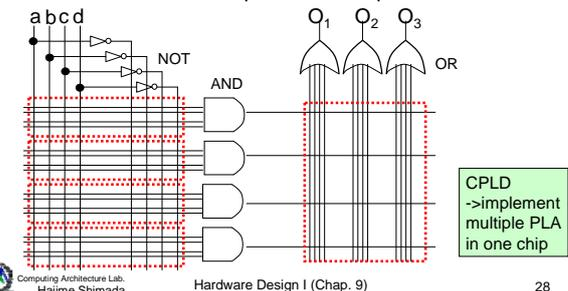 a b c d
O1 O2 O3
NOT
OR
AND
CPLD
->implement
multiple PLA
in one chip
Computing Architecture Lab.
Hajime Shimada
Hardware Design I (Chap. 9)
28